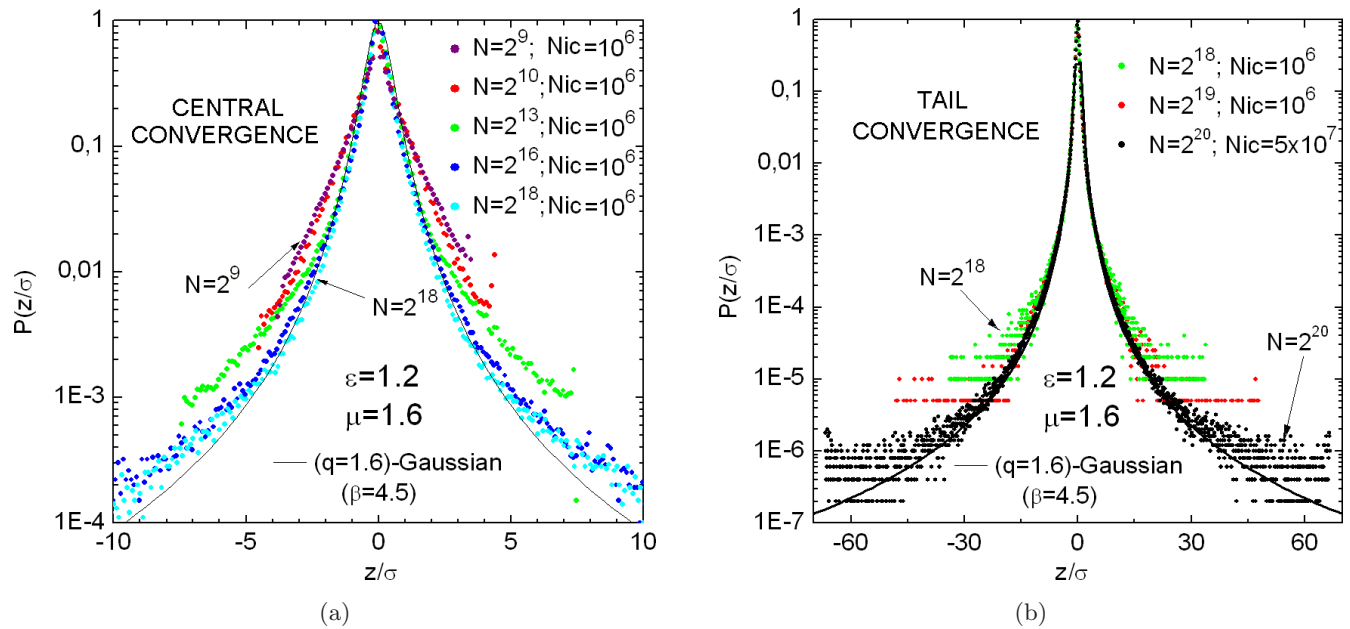 1
0,1
0,01
1E-3
1E-4
P(z/σ)
CENTRAL
CONVERGENCE
N=2^9; Nic=10^6
N=2^10; Nic=10^6
N=2^13; Nic=10^6
N=2^16; Nic=10^6
N=2^18; Nic=10^6
N=2^9
N=2^18
ε=1.2
μ=1.6
(q=1.6)-Gaussian
(β=4.5)
-10 -5 0 5 10
z/σ
(a)
1
0,1
0,01
1E-3
1E-4
1E-5
1E-6
1E-7
P(z/σ)
TAIL
CONVERGENCE
N=2^18; Nic=10^6
N=2^19; Nic=10^6
N=2^20; Nic=5x10^7
N=2^18
N=2^20
ε=1.2
μ=1.6
(q=1.6)-Gaussian
(β=4.5)
-60 -30 0 30 60
z/σ
(b)